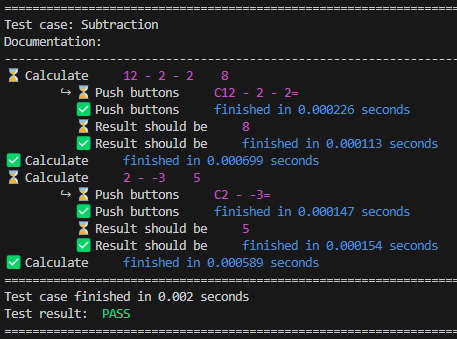 ==============================================================
Test case: Subtraction
Documentation:
--------------------------------------------------------------
⌛ Calculate     12 - 2 - 2    8
↪ ⌛ Push buttons     C12 - 2 - 2=
✅ Push buttons     finished in 0.000226 seconds
⌛ Result should be     8
✅ Result should be     finished in 0.000113 seconds
✅ Calculate     finished in 0.000699 seconds
⌛ Calculate     2 - -3     5
↪ ⌛ Push buttons     C2 - -3=
✅ Push buttons     finished in 0.000147 seconds
⌛ Result should be     5
✅ Result should be     finished in 0.000154 seconds
✅ Calculate     finished in 0.000589 seconds
==============================================================
Test case finished in 0.002 seconds
Test result:  PASS
==============================================================